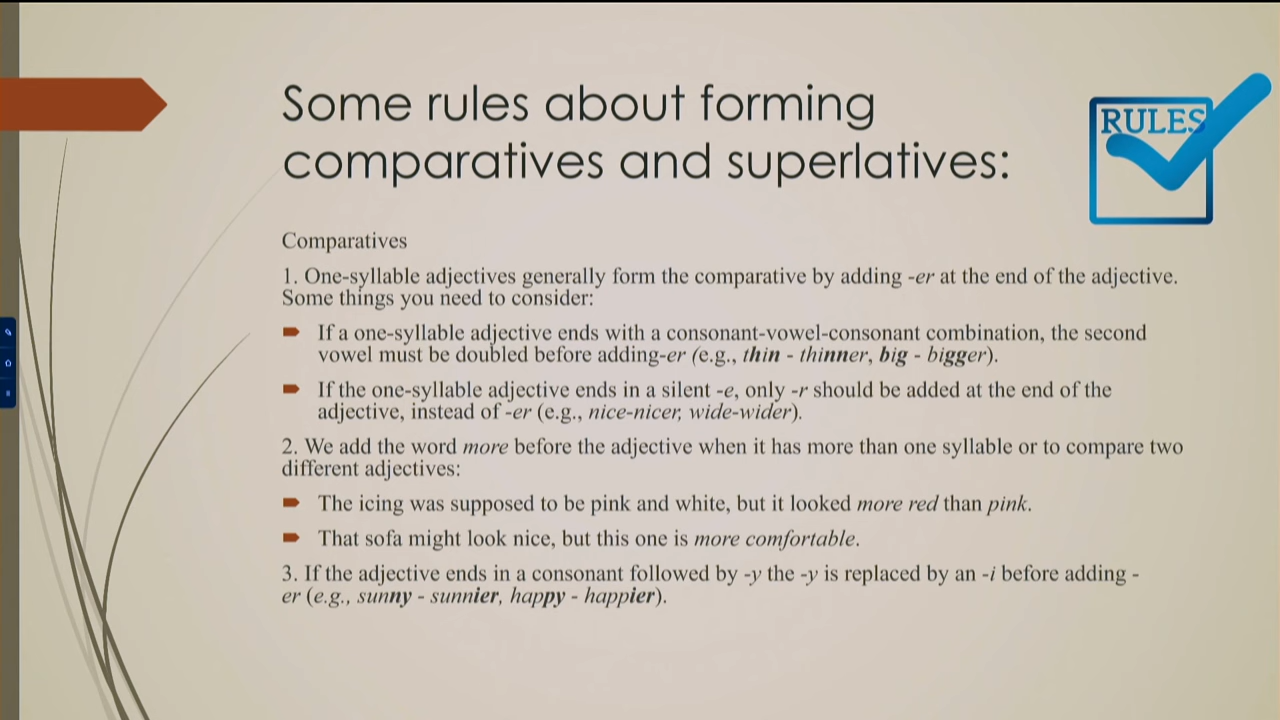 Some rules about forming
comparatives and superlatives:
RULES
Comparatives
1. One-syllable adjectives generally form the comparative by adding -er at the end of the adjective.
Some things you need to consider:
If a one-syllable adjective ends with a consonant-vowel-consonant combination, the second
vowel must be doubled before adding-er (e.g., thin - thinner, big - bigger).
If the one-syllable adjective ends in a silent -e, only -r should be added at the end of the
adjective, instead of -er (e.g., nice-nicer, wide-wider).
2. We add the word more before the adjective when it has more than one syllable or to compare two
different adjectives:
The icing was supposed to be pink and white, but it looked more red than pink.
That sofa might look nice, but this one is more comfortable.
3. If the adjective ends in a consonant followed by -y the -y is replaced by an -i before adding -
er (e.g., sunny - sunnier, happy - happier).